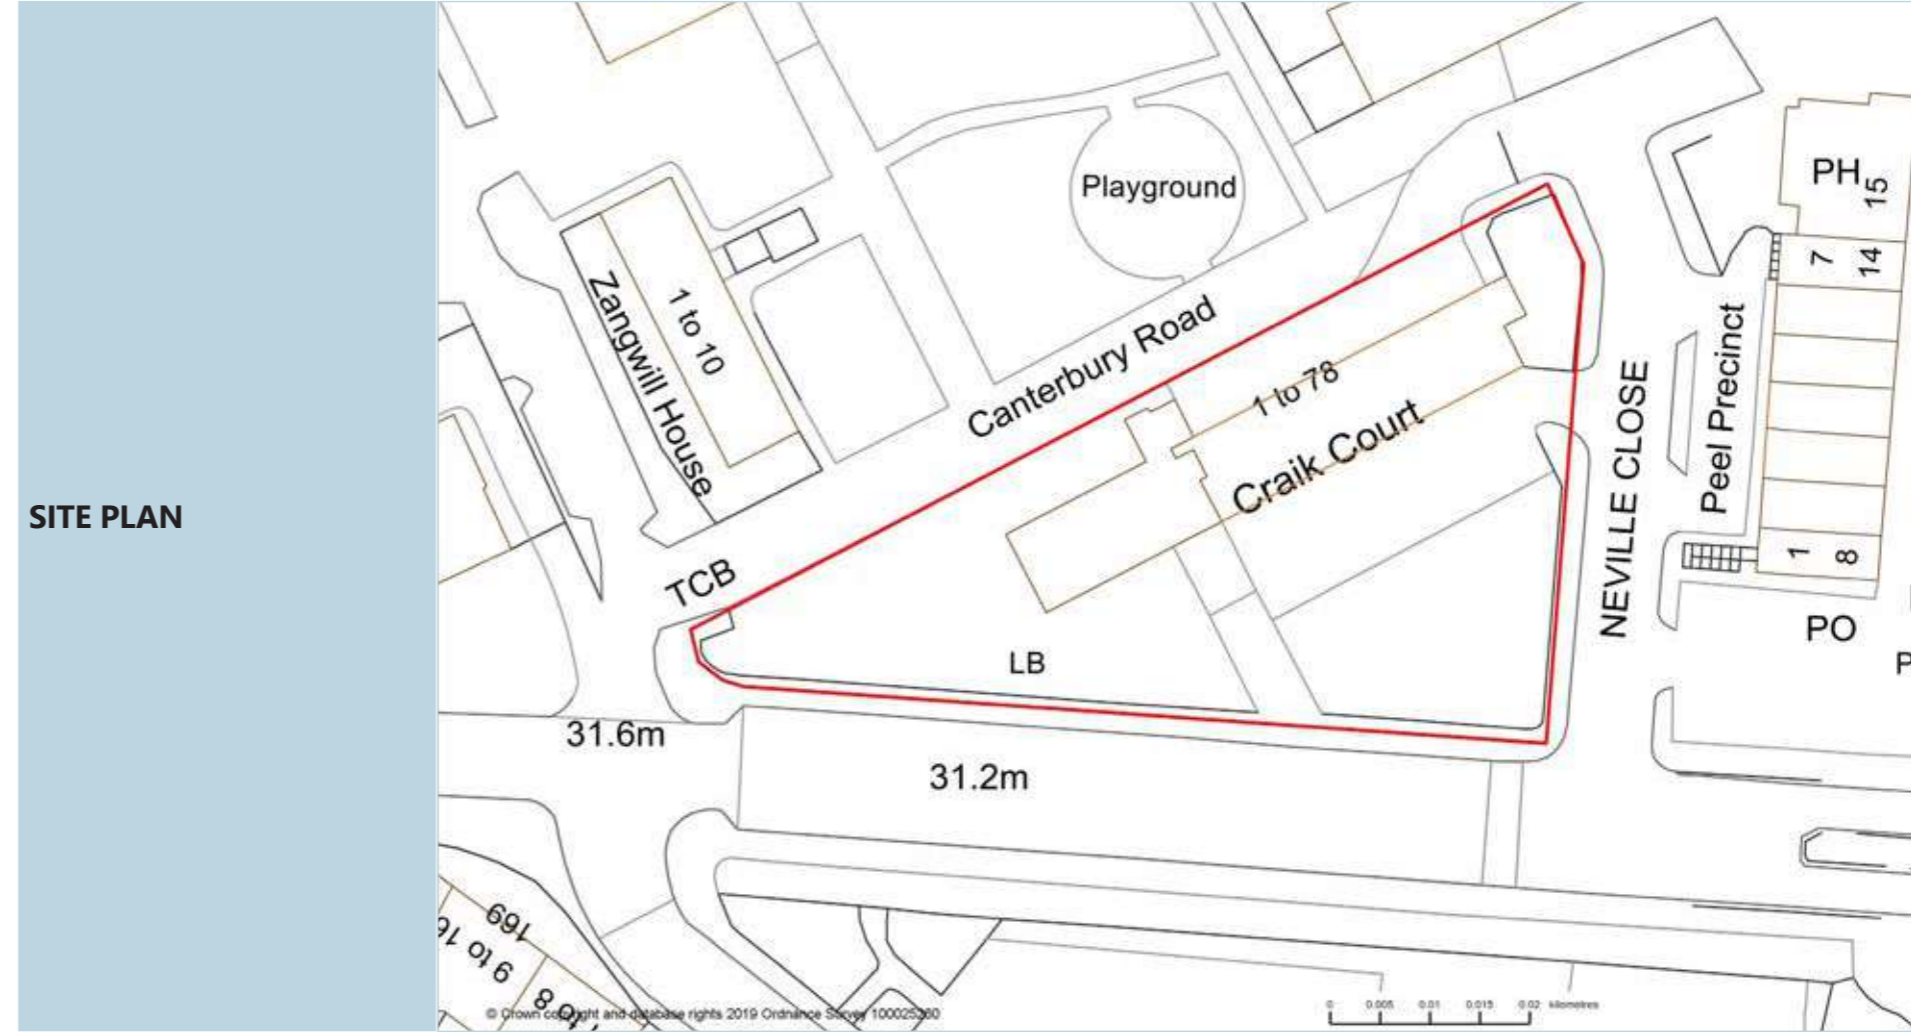 SITE PLAN
Playground
PH
15
7
14
Zangwill House
1 to 10
Canterbury Road
1 to 78
Craik Court
NEVILLE CLOSE
Peel Precinct
1
8
TCB
LB
PO
P
31.6m
31.2m
169
9 to 16
to 8
© Crown copyright and database rights 2019 Ordnance Survey 100025260
0 0.005 0.01 0.015 0.02 kilometres